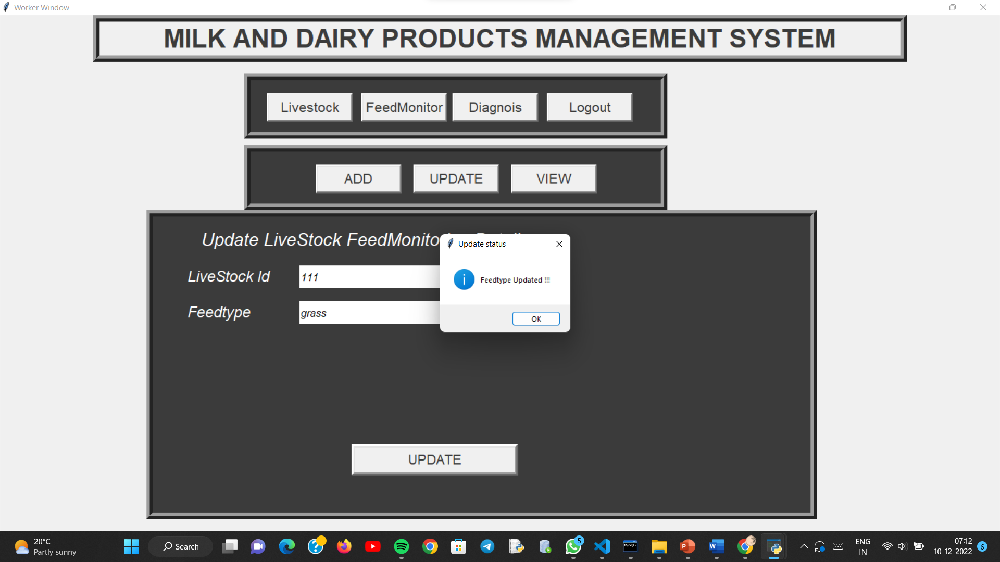 Worker Window
MILK AND DAIRY PRODUCTS MANAGEMENT SYSTEM
Livestock FeedMonitor Diagnois Logout
ADD UPDATE VIEW
Update LiveStock FeedMonito
Update status
LiveStock Id 111
Feedtype Updated !!!
Feedtype grass
OK
UPDATE
20°C
Partly sunny
Search
5
MySQL
ENG
IN
07:12
10-12-2022
6